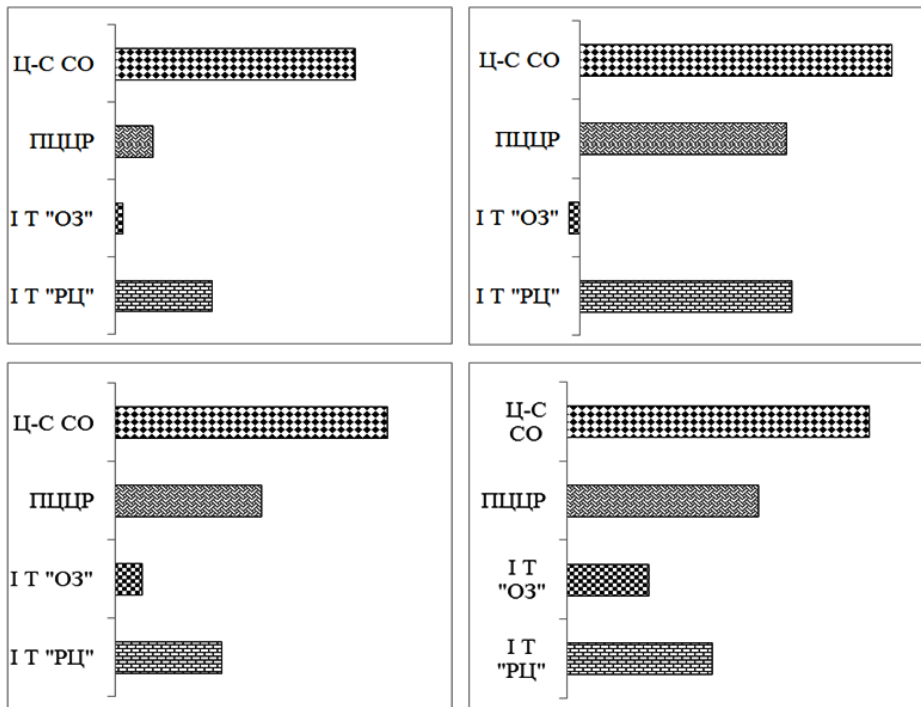 Ц-С СО
ПЦЦР
І Т "ОЗ"
І Т "РЦ"
Ц-С СО
ПЦЦР
І Т "ОЗ"
І Т "РЦ"
Ц-С СО
ПЦЦР
І Т "ОЗ"
І Т "РЦ"
Ц-С
СО
ПЦЦР
І Т
"ОЗ"
І Т
"РЦ"